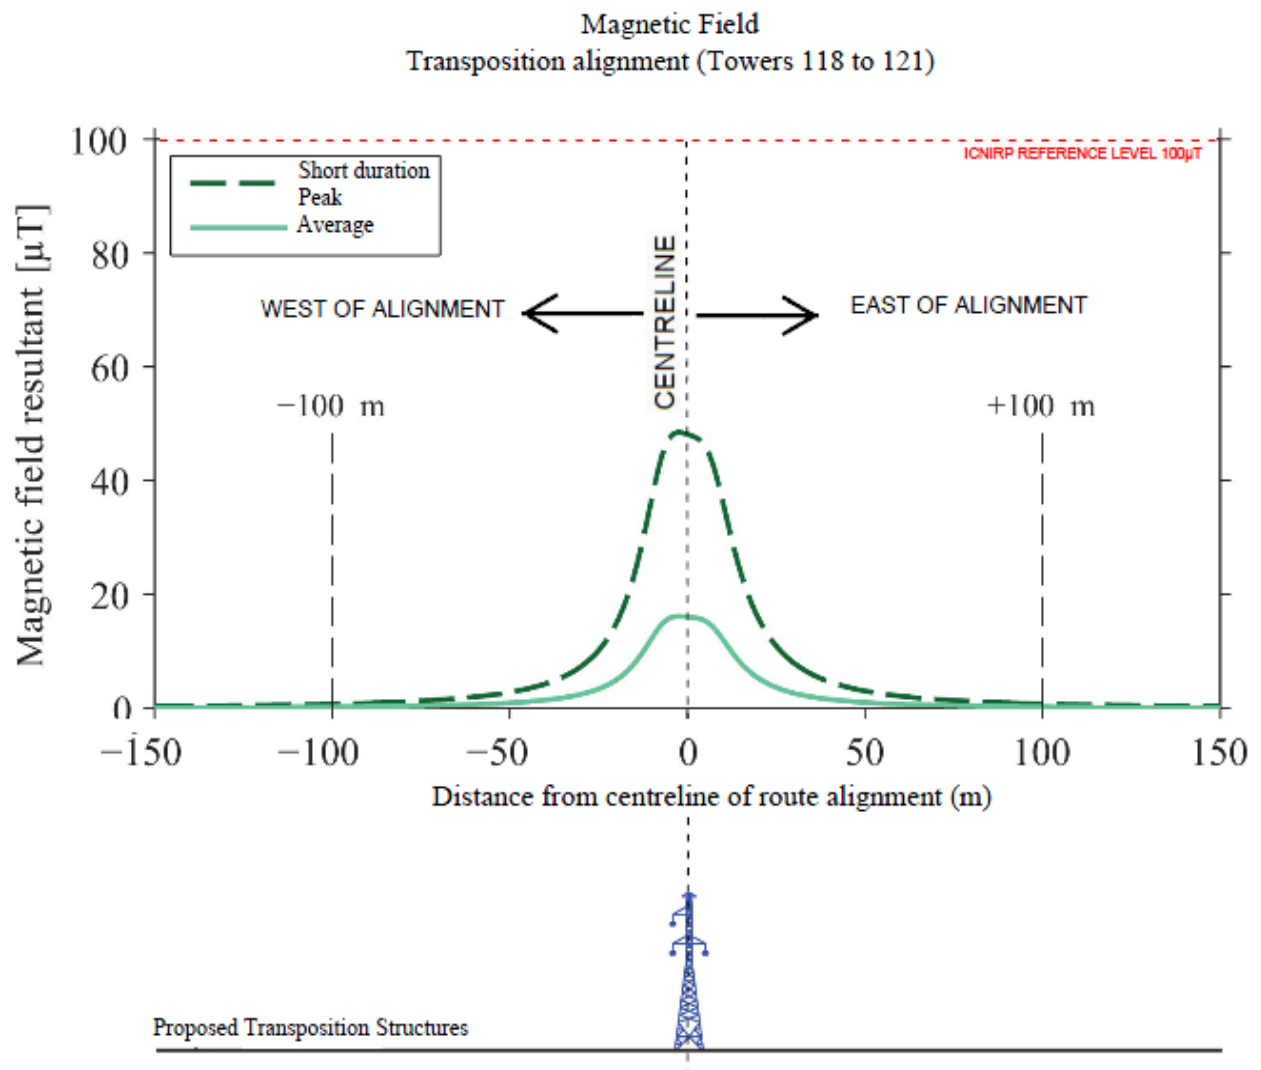 Magnetic Field
Transposition alignment (Towers 118 to 121)
100
ICNIRP REFERENCE LEVEL 100µT
Short duration
Peak
Average
80
WEST OF ALIGNMENT
CENTRELINE
EAST OF ALIGNMENT
60
−100 m
+100 m
40
20
0
Magnetic field resultant [µT]
−150
−100
−50
0
50
100
150
Distance from centreline of route alignment (m)
Proposed Transposition Structures